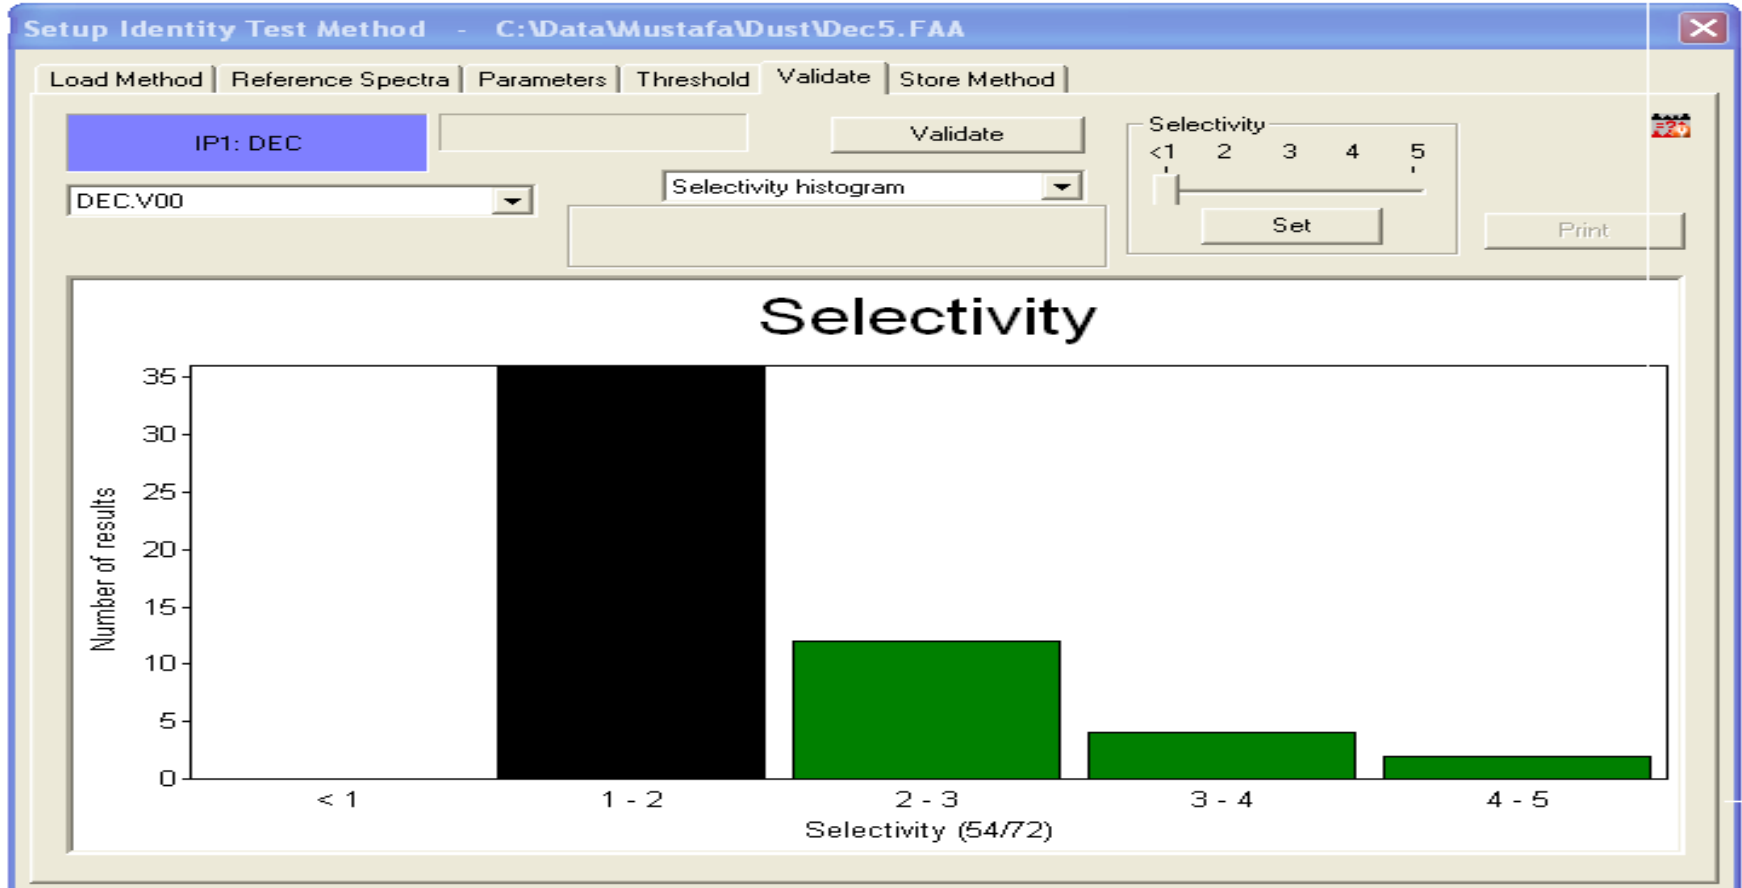 Setup Identity Test Method - C:\Data\Mustafa\Dust\Dec5.FAA
Load Method Reference Spectra Parameters Threshold Validate Store Method
IP1: DEC
Validate
Selectivity
<1 2 3 4 5
DEC.V00
Selectivity histogram
Set
Print
Selectivity
35
30
25
20
15
10
5
0
Number of results
< 1 1 - 2 2 - 3 3 - 4 4 - 5
Selectivity (54/72)